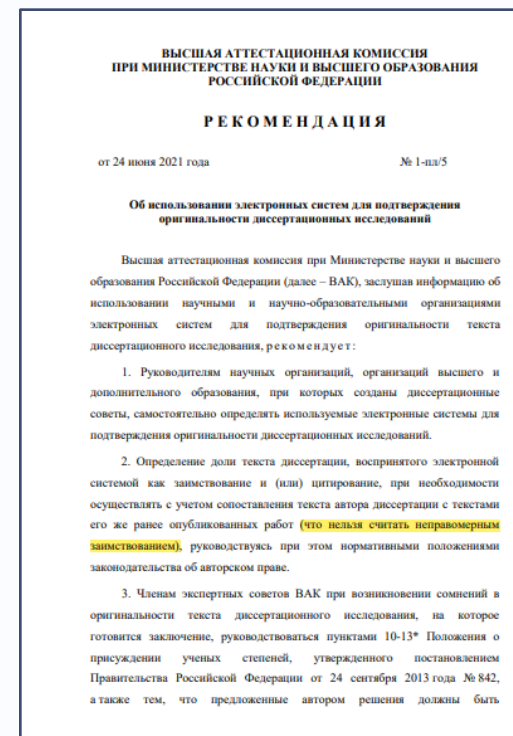 ВЫСШАЯ АТТЕСТАЦИОННАЯ КОМИССИЯ
ПРИ МИНИСТЕРСТВЕ НАУКИ И ВЫСШЕГО ОБРАЗОВАНИЯ
РОССИЙСКОЙ ФЕДЕРАЦИИ
РЕКОМЕНДАЦИЯ
от 24 июня 2021 года № 1-пл/5
Об использовании электронных систем для подтверждения
оригинальности диссертационных исследований
Высшая аттестационная комиссия при Министерстве науки и высшего
образования Российской Федерации (далее – ВАК), заслушав информацию об
использовании научными и научно-образовательными организациями
электронных систем для подтверждения оригинальности текста
диссертационного исследования, рекомендует:
1. Руководителям научных организаций, организаций высшего и
дополнительного образования, при которых созданы диссертационные
советы, самостоятельно определять используемые электронные системы для
подтверждения оригинальности диссертационных исследований.
2. Определение доли текста диссертации, воспринятого электронной
системой как заимствование и (или) цитирование, при необходимости
осуществлять с учетом сопоставления текста автора диссертации с текстами
его же ранее опубликованных работ (что нельзя считать неправомерным
заимствованием), руководствуясь при этом нормативными положениями
законодательства об авторском праве.
3. Членам экспертных советов ВАК при возникновении сомнений в
оригинальности текста диссертационного исследования, на которое
готовится заключение, руководствоваться пунктами 10-13* Положения о
присуждении ученых степеней, утвержденного постановлением
Правительства Российской Федерации от 24 сентября 2013 года № 842,
а также тем, что предложенные автором решения должны быть